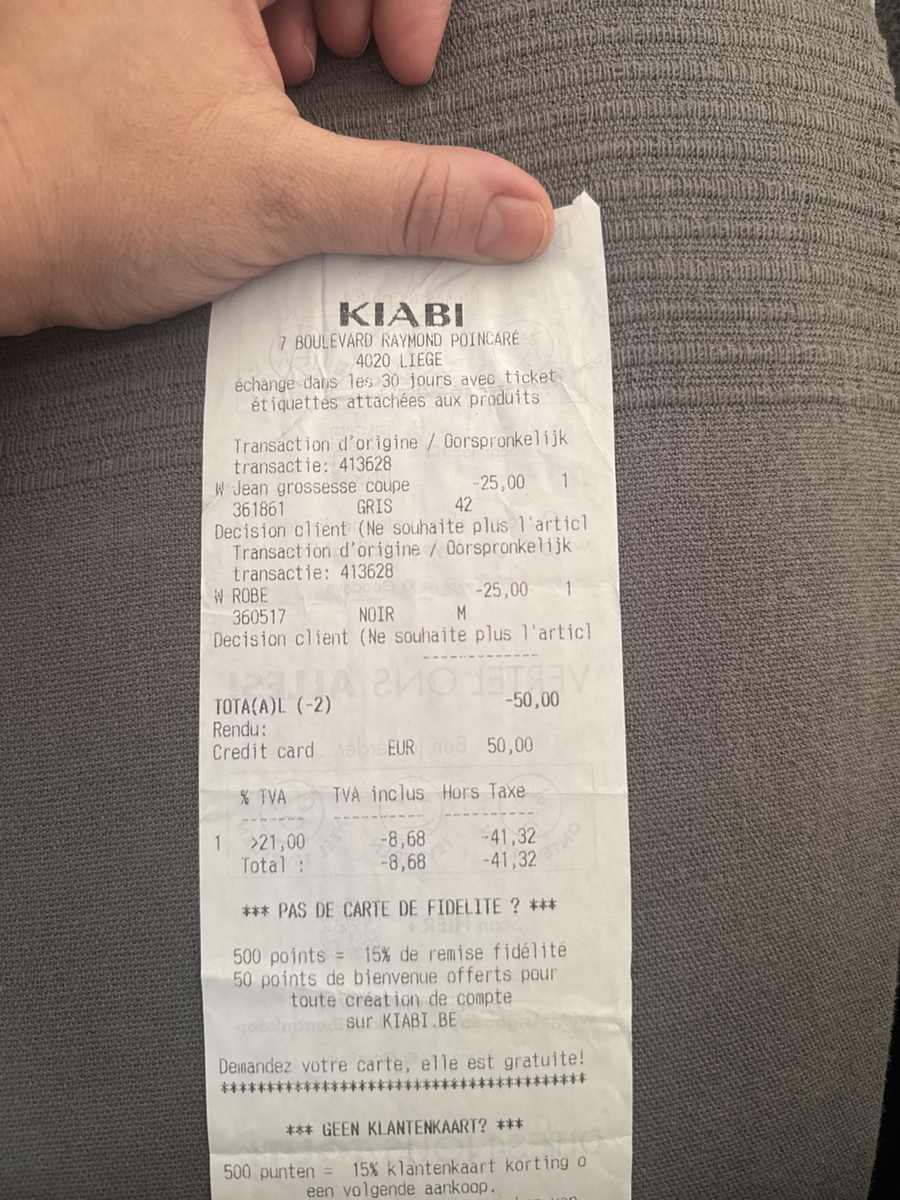 KIABI
7 BOULEVARD RAYMOND POINCARÉ
4020 LIEGE
échange dans les 30 jours avec ticket
étiquettes attachées aux produits
Transaction d'origine / Oorspronkelijk
transactie: 413628
W Jean grossesse coupe -25,00 1
361861 GRIS 42
Decision client (Ne souhaite plus l'articl
Transaction d'origine / Oorspronkelijk
transactie: 413628
W ROBE -25,00 1
360517 NOIR M
Decision client (Ne souhaite plus l'articl
--------------
TOTA(A)L (-2) -50,00
Rendu:
Credit card EUR 50,00
% TVA TVA inclus Hors Taxe
------- ---------- -----------
1 >21,00 -8,68 -41,32
Total : -8,68 -41,32
*** PAS DE CARTE DE FIDELITE ? ***
500 points = 15% de remise fidélité
50 points de bienvenue offerts pour
toute création de compte
sur KIABI.BE
Demandez votre carte, elle est gratuite!
****************************************
*** GEEN KLANTENKAART? ***
500 punten = 15% klantenkaart korting o
een volgende aankoop.